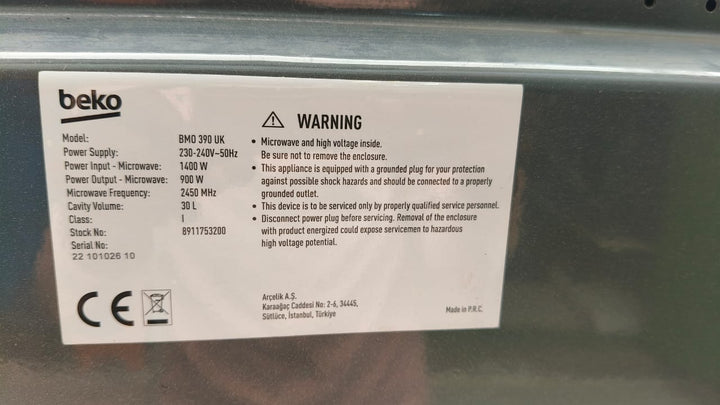 beko
Model: BMO 390 UK
Power Supply: 230-240V~50Hz
Power Input - Microwave: 1400 W
Power Output - Microwave: 900 W
Microwave Frequency: 2450 MHz
Cavity Volume: 30 L
Class: I
Stock No: 8911753200
Serial No:
22 101026 10
CE
WARNING
• Microwave and high voltage inside.
Be sure not to remove the enclosure.
• This appliance is equipped with a grounded plug for your protection
against possible shock hazards and should be connected to a properly
grounded outlet.
• This device is to be serviced only by properly qualified service personnel.
• Disconnect power plug before servicing. Removal of the enclosure
with product energized could expose servicemen to hazardous
high voltage potential.
Arçelik A.Ş.
Karaağaç Caddesi No: 2-6, 34445,
Sütlüce, İstanbul, Türkiye
Made in P.R.C.